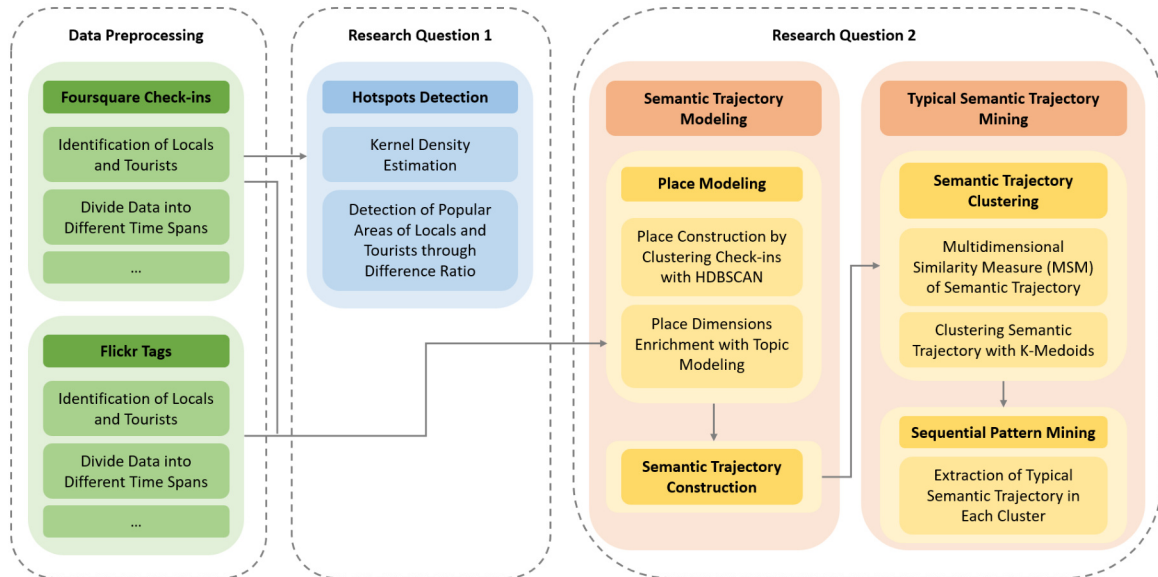 Data Preprocessing
Foursquare Check-ins
Identification of Locals
and Tourists
Divide Data into
Different Time Spans
...
Flickr Tags
Identification of Locals
and Tourists
Divide Data into
Different Time Spans
...
Research Question 1
Hotspots Detection
Kernel Density
Estimation
Detection of Popular
Areas of Locals and
Tourists through
Difference Ratio
Research Question 2
Semantic Trajectory
Modeling
Place Modeling
Place Construction by
Clustering Check-ins
with HDBSCAN
Place Dimensions
Enrichment with Topic
Modeling
Semantic Trajectory
Construction
Typical Semantic Trajectory
Mining
Semantic Trajectory
Clustering
Multidimensional
Similarity Measure (MSM)
of Semantic Trajectory
Clustering Semantic
Trajectory with K-Medoids
Sequential Pattern Mining
Extraction of Typical
Semantic Trajectory in
Each Cluster